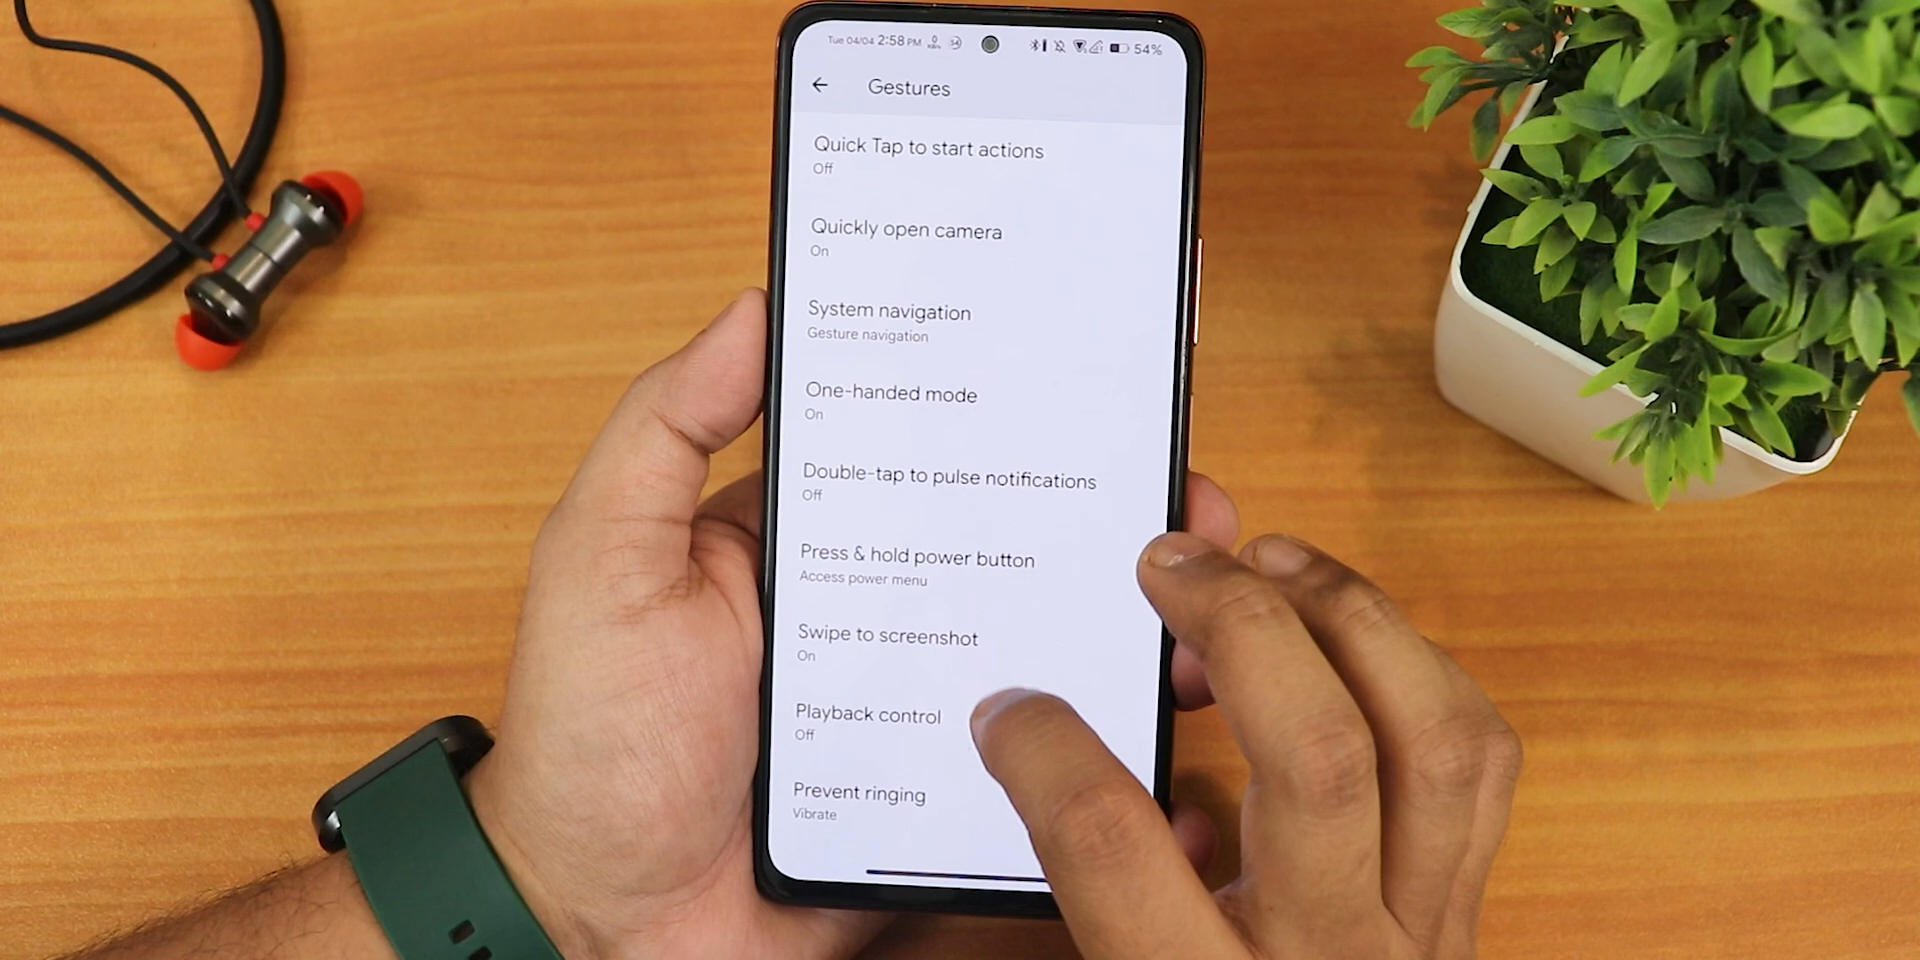 Tue 04/04 2:58 PM 54%
Gestures
Quick Tap to start actions
Off
Quickly open camera
On
System navigation
Gesture navigation
One-handed mode
On
Double-tap to pulse notifications
Off
Press & hold power button
Access power menu
Swipe to screenshot
On
Playback control
Off
Prevent ringing
Vibrate